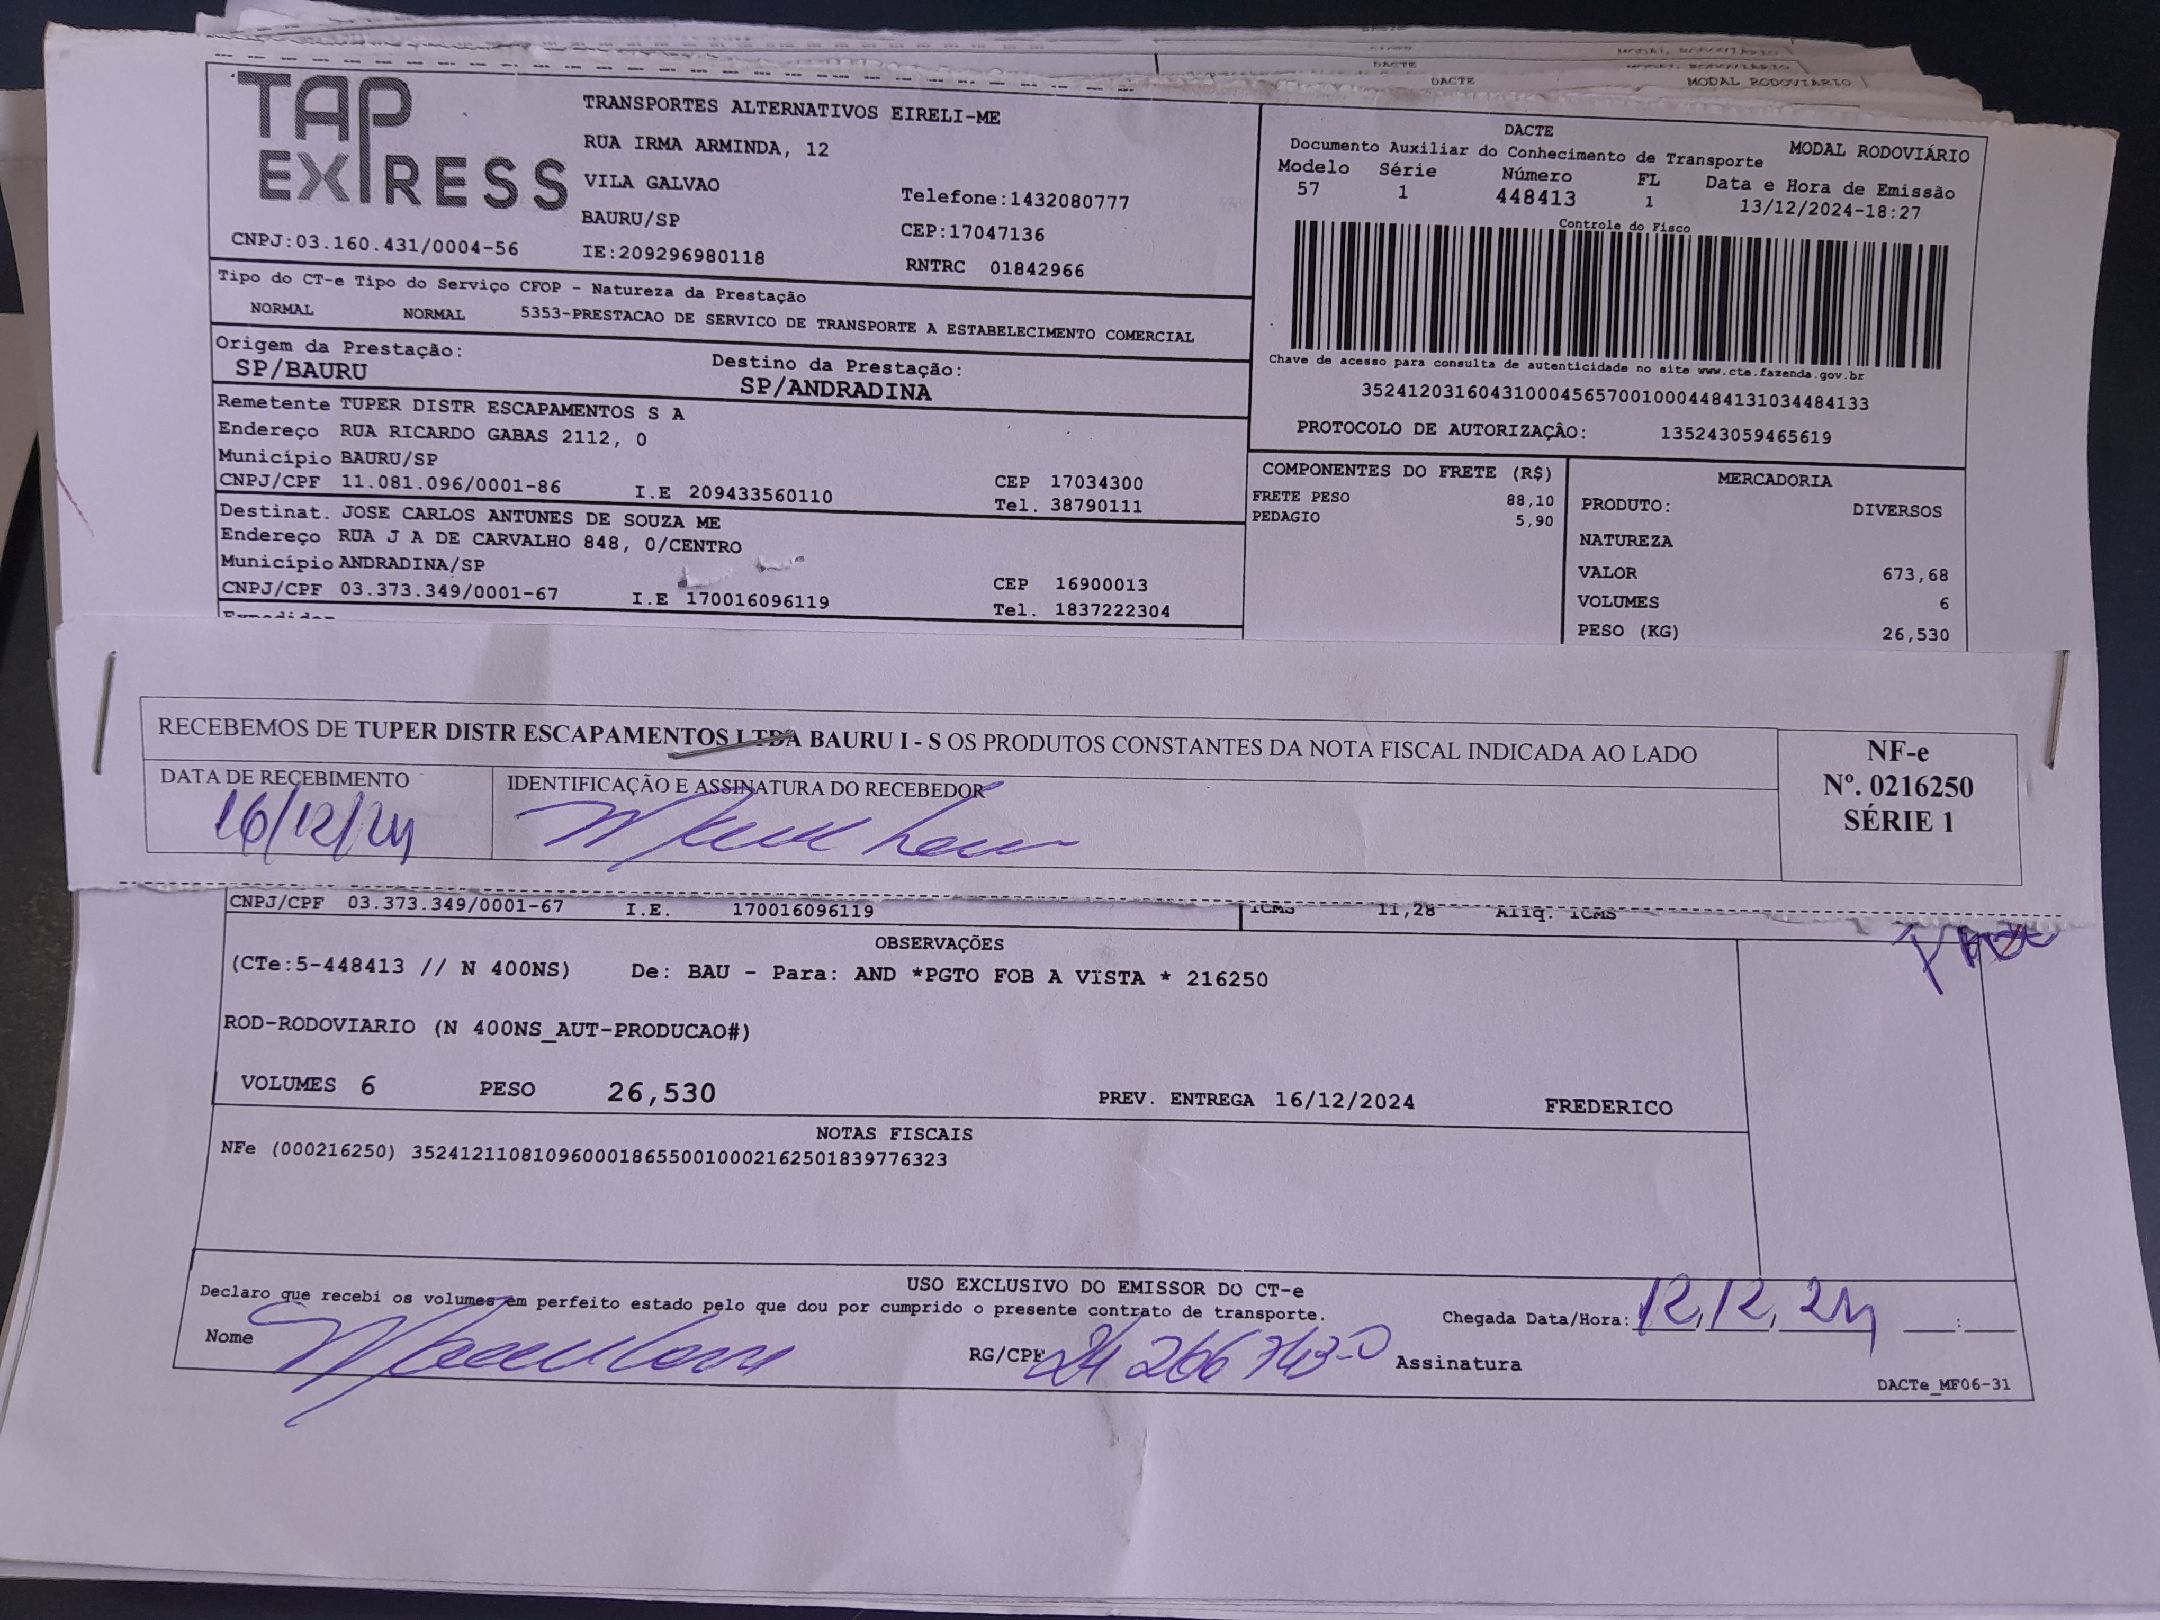 DACTE
MODAL RODOVIÁRIO
TAP EXPRESS
TRANSPORTES ALTERNATIVOS EIRELI-ME
RUA IRMA ARMINDA, 12
VILA GALVAO
Telefone:1432080777
BAURU/SP
CEP:17047136
CNPJ:03.160.431/0004-56
IE:209296980118
RNTRC 01842966
DACTE
MODAL RODOVIÁRIO
Documento Auxiliar do Conhecimento de Transporte
Modelo Série Número FL Data e Hora de Emissão
57 1 448413 1 13/12/2024-18:27
Controle do Fisco
Chave de acesso para consulta de autenticidade no site www.cte.fazenda.gov.br
35241203160431000456570010004484131034484133
PROTOCOLO DE AUTORIZAÇÂO: 135243059465619
Tipo do CT-e Tipo do Serviço CFOP - Natureza da Prestação
NORMAL NORMAL 5353-PRESTACAO DE SERVICO DE TRANSPORTE A ESTABELECIMENTO COMERCIAL
Origem da Prestação: Destino da Prestação:
SP/BAURU SP/ANDRADINA
Remetente TUPER DISTR ESCAPAMENTOS S A
Endereço RUA RICARDO GABAS 2112, 0
Município BAURU/SP
CEP 17034300
CNPJ/CPF 11.081.096/0001-86 I.E 209433560110 Tel. 38790111
Destinat. JOSE CARLOS ANTUNES DE SOUZA ME
Endereço RUA J A DE CARVALHO 848, 0/CENTRO
Município ANDRADINA/SP
CEP 16900013
CNPJ/CPF 03.373.349/0001-67 I.E 170016096119 Tel. 1837222304
COMPONENTES DO FRETE (R$)
FRETE PESO 88,10
PEDAGIO 5,90
MERCADORIA
PRODUTO: DIVERSOS
NATUREZA
VALOR 673,68
VOLUMES 6
PESO (KG) 26,530
RECEBEMOS DE TUPER DISTR ESCAPAMENTOS LTDA BAURU I - S OS PRODUTOS CONSTANTES DA NOTA FISCAL INDICADA AO LADO
DATA DE RECEBIMENTO IDENTIFICAÇÃO E ASSINATURA DO RECEBEDOR
16/12/24
NF-e
Nº. 0216250
SÉRIE 1
CNPJ/CPF 03.373.349/0001-67 I.E. 170016096119
ICMS 11,28 Aliq. ICMS
OBSERVAÇÕES
(CTe:5-448413 // N 400NS) De: BAU - Para: AND *PGTO FOB A VISTA * 216250
ROD-RODOVIARIO (N 400NS_AUT-PRODUCAO#)
VOLUMES 6 PESO 26,530 PREV. ENTREGA 16/12/2024 FREDERICO
NOTAS FISCAIS
NFe (000216250) 35241211081096000186550010002162501839776323
USO EXCLUSIVO DO EMISSOR DO CT-e
Declaro que recebi os volumes em perfeito estado pelo que dou por cumprido o presente contrato de transporte.
Chegada Data/Hora: 12,12,24 __:__
Nome RG/CPF 24 266 743-0 Assinatura
DACTe_MF06-31